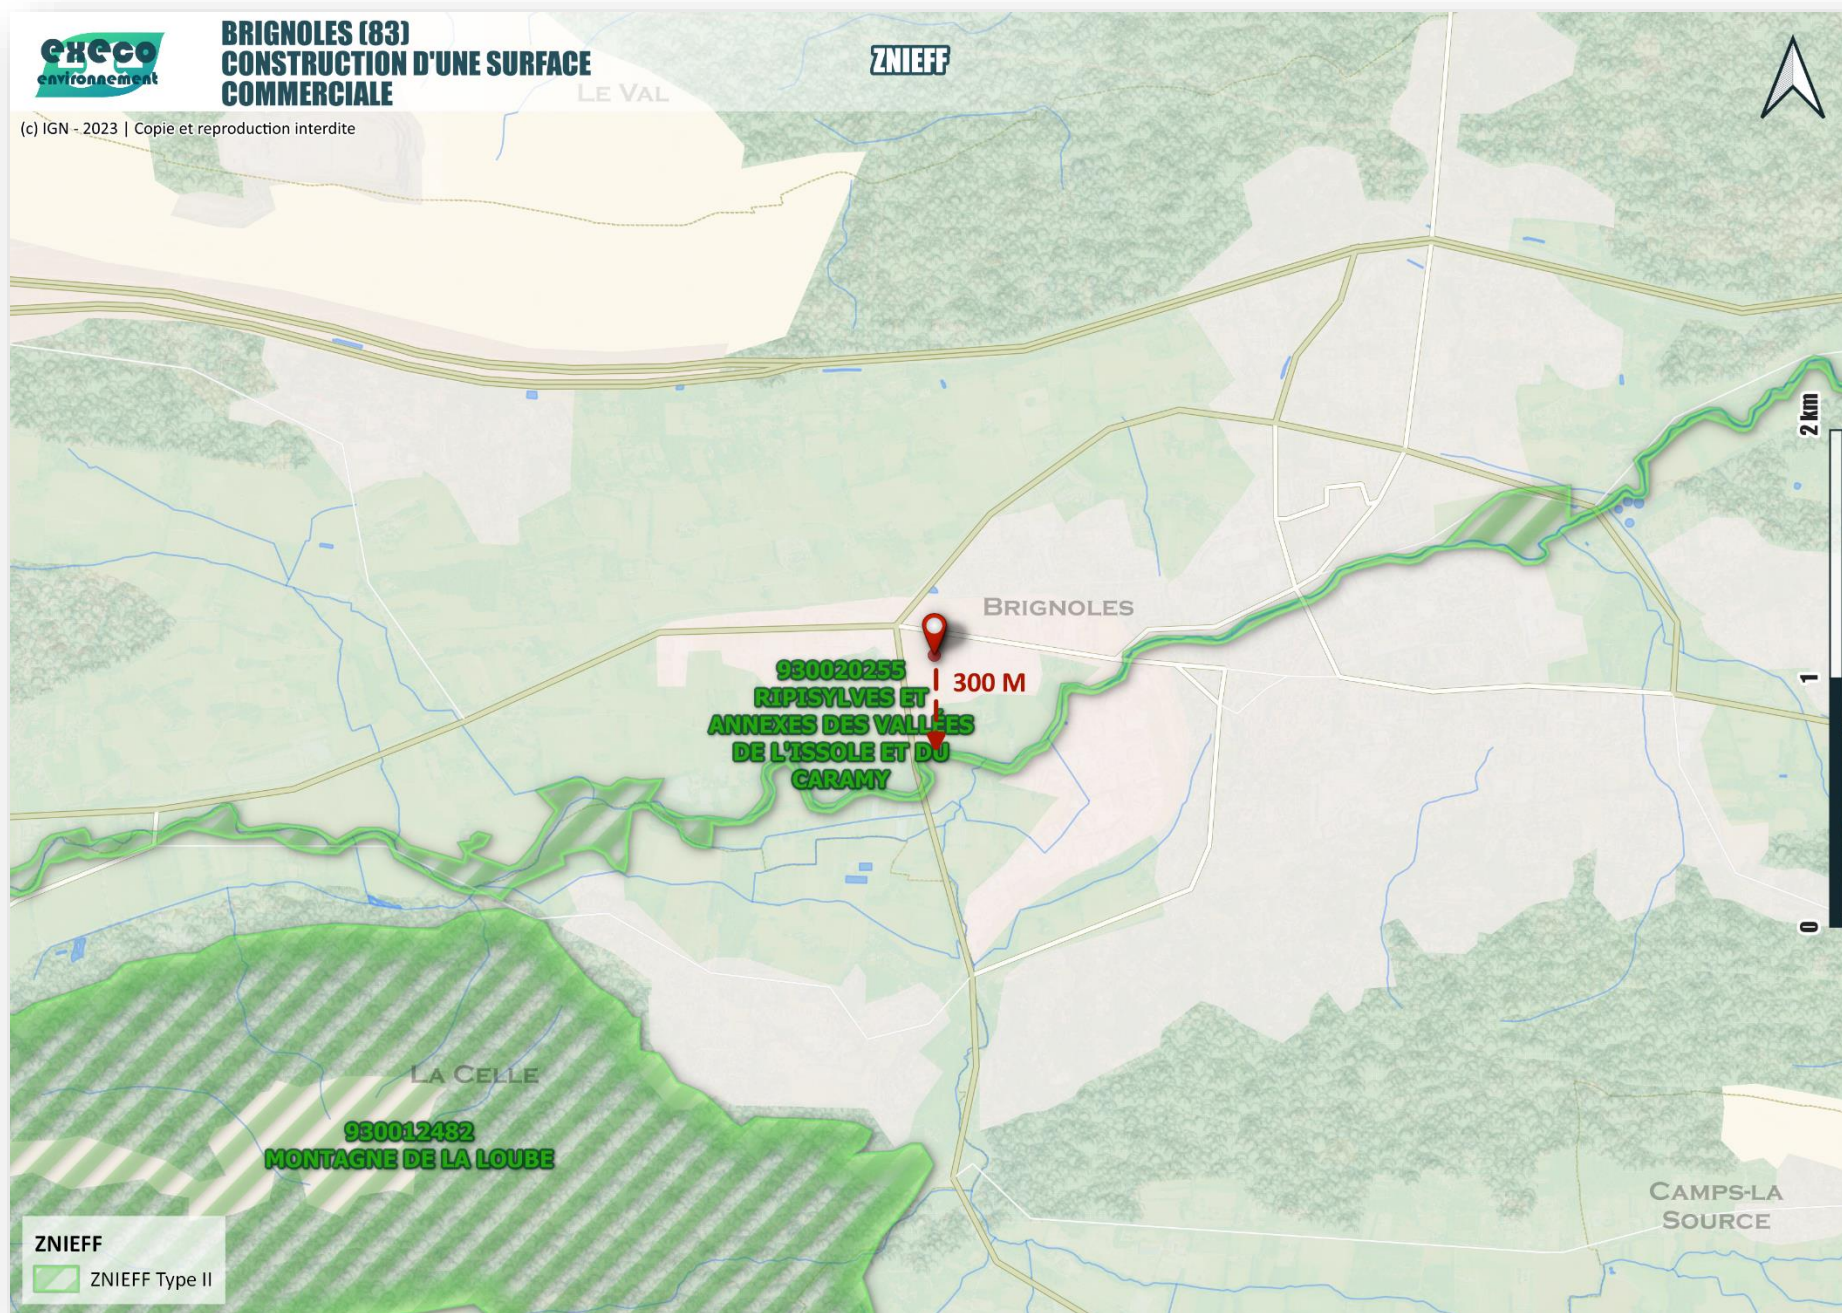 execo
environnement
BRIGNOLES (83)
CONSTRUCTION D'UNE SURFACE
COMMERCIALE
ZNIEFF
LE VAL
(c) IGN - 2023 | Copie et reproduction interdite
2 km
BRIGNOLES
930020255
RIPISYLVES ET
ANNEXES DES VALLÉES
DE L'ISSOLE ET DU
CARAMY
300 M
1
0
LA CELLE
930012482
MONTAGNE DE LA LOUBE
CAMPS-LA
SOURCE
ZNIEFF
ZNIEFF Type II